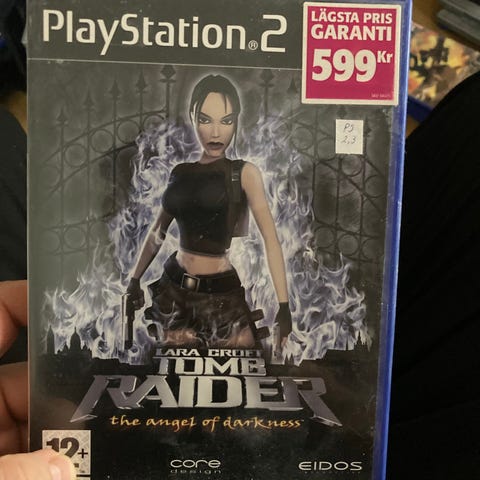 PlayStation®2
LÄGSTA PRIS
GARANTI
599 Kr
PS
2,3
LARA CROFT
TOMB
RAIDER
the angel of darkness
12+
core
design
EIDOS